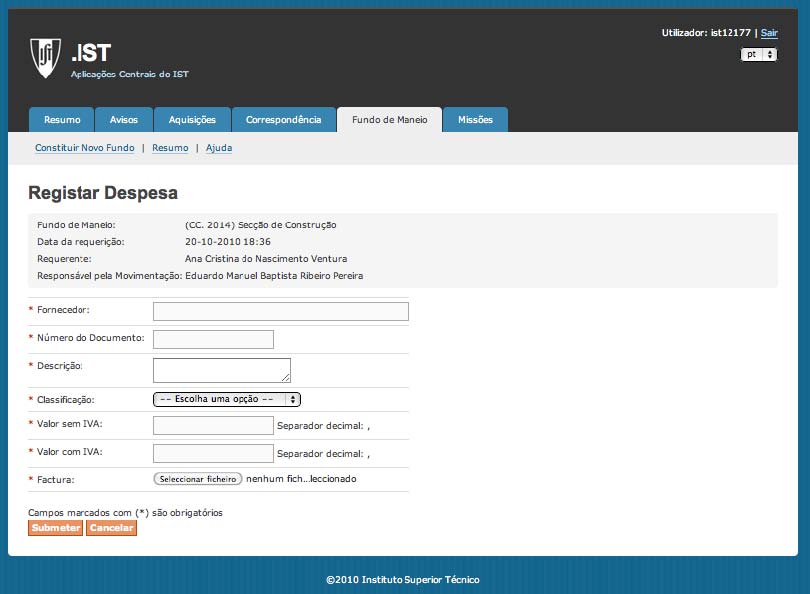 Utilizador: ist12177 | Sair
pt
.IST
Aplicações Centrais do IST
Resumo Avisos Aquisições Correspondência Fundo de Maneio Missões
Constituir Novo Fundo | Resumo | Ajuda
Registar Despesa
Fundo de Maneio: (CC. 2014) Secção de Construção
Data da requerição: 20-10-2010 18:36
Requerente: Ana Cristina do Nascimento Ventura
Responsável pela Movimentação: Eduardo Manuel Baptista Ribeiro Pereira
* Fornecedor:
* Número do Documento:
* Descrição:
* Classificação: -- Escolha uma opção --
* Valor sem IVA: Separador decimal: ,
* Valor com IVA: Separador decimal: ,
* Factura: Seleccionar ficheiro nenhum fich...leccionado
Campos marcados com (*) são obrigatórios
Submeter Cancelar
©2010 Instituto Superior Técnico